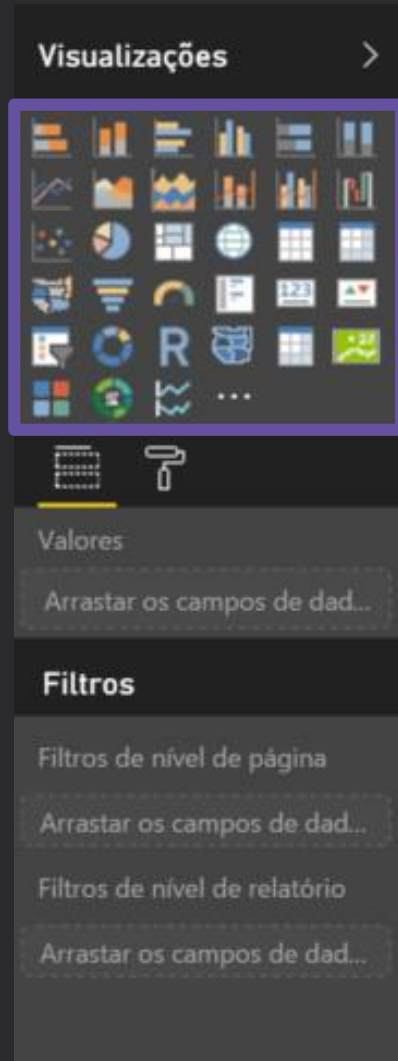 Visualizações
123
R
Valores
Arrastar os campos de dad...
Filtros
Filtros de nível de página
Arrastar os campos de dad...
Filtros de nível de relatório
Arrastar os campos de dad...